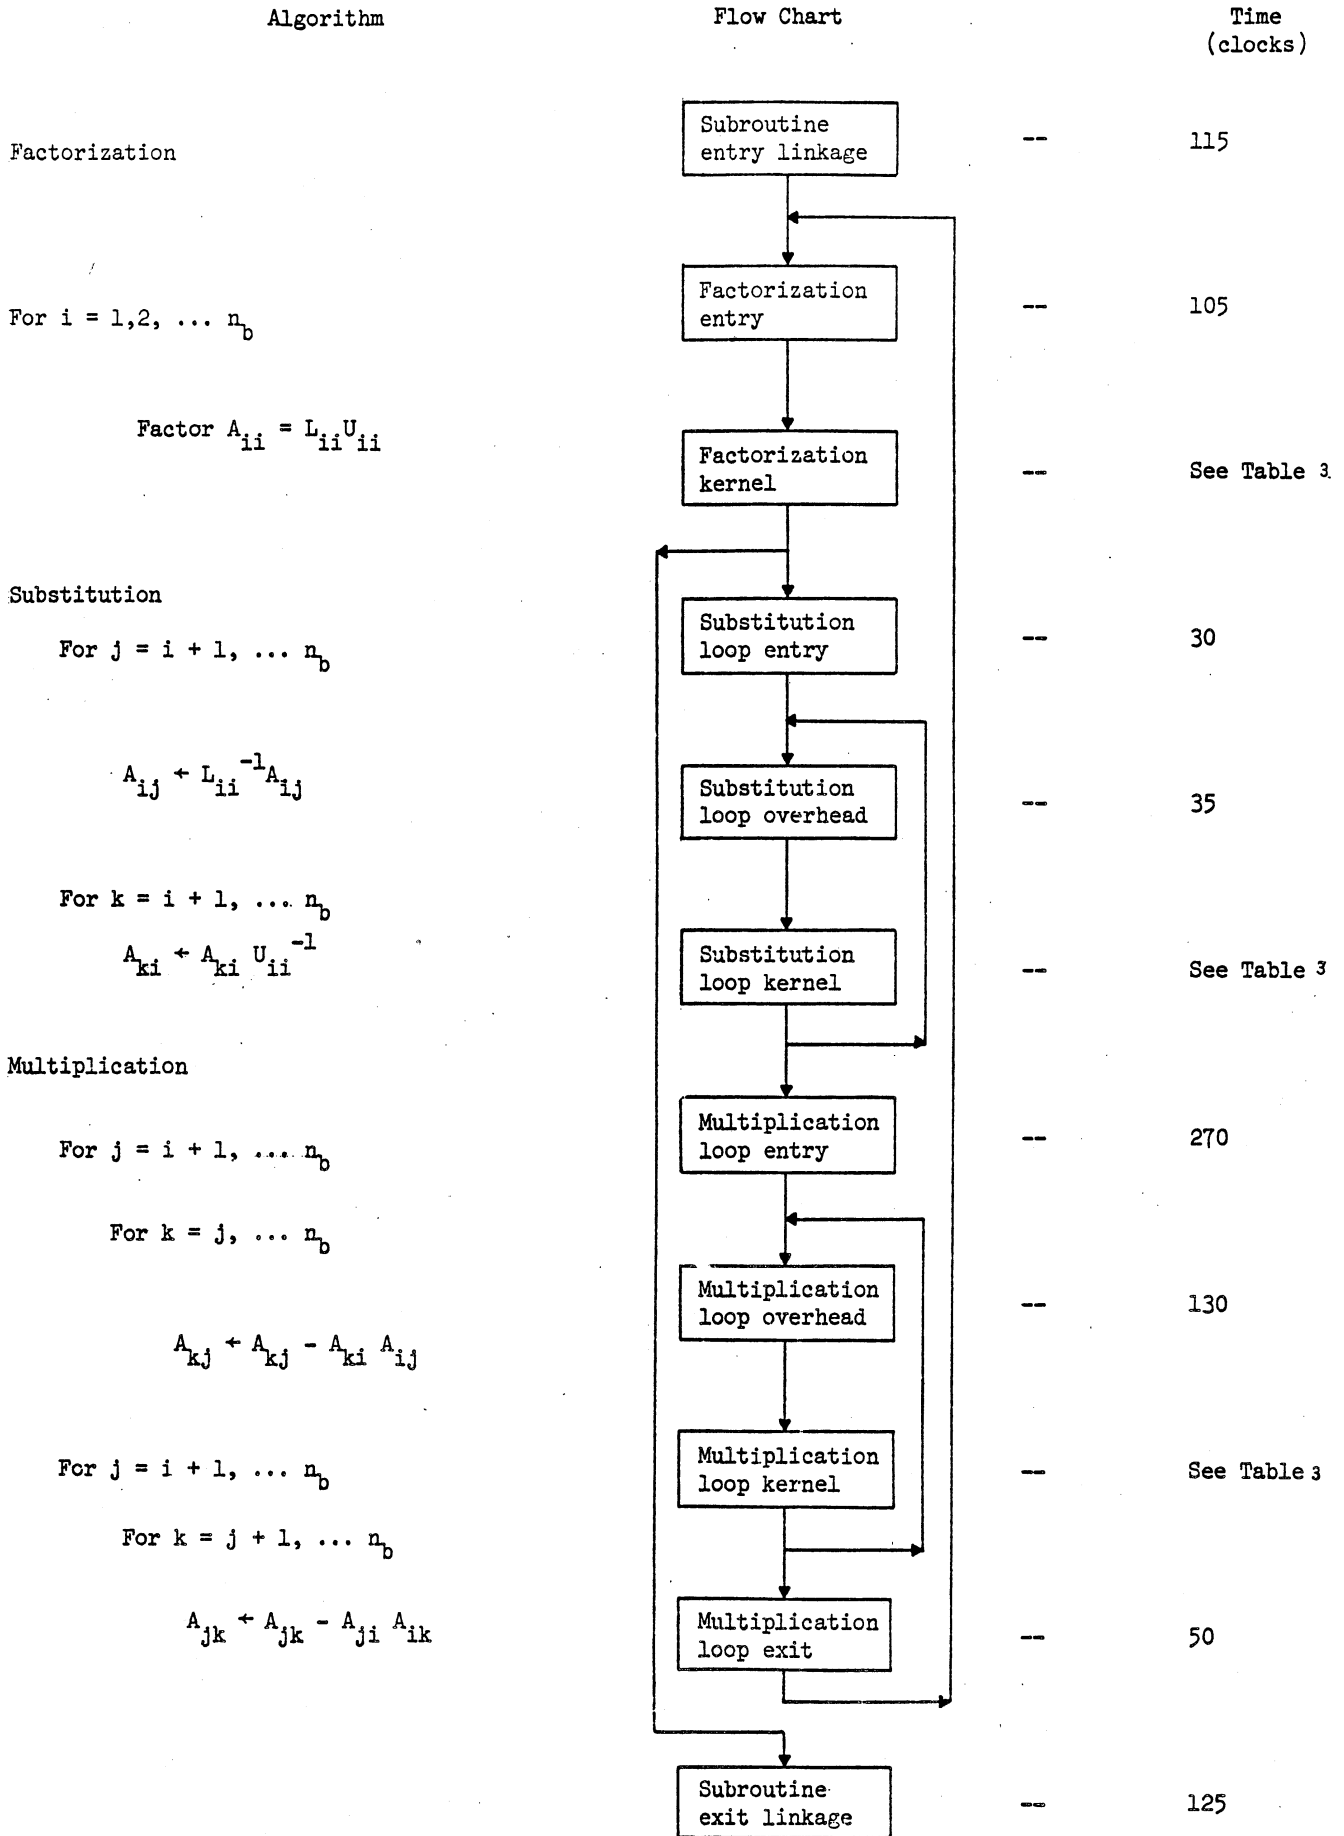 Algorithm
Flow Chart
Time
(clocks)
Factorization
Subroutine
entry linkage
--
115
For i = 1,2, ... n_b
Factorization
entry
--
105
Factor A_ii = L_ii U_ii
Factorization
kernel
--
See Table 3.
Substitution
For j = i + 1, ... n_b
Substitution
loop entry
--
30
A_ij ← L_ii^-1 A_ij
Substitution
loop overhead
--
35
For k = i + 1, ... n_b
A_ki ← A_ki U_ii^-1
Substitution
loop kernel
--
See Table 3
Multiplication
For j = i + 1, .... n_b
Multiplication
loop entry
--
270
For k = j, ... n_b
Multiplication
loop overhead
--
130
A_kj ← A_kj - A_ki A_ij
For j = i + 1, ... n_b
Multiplication
loop kernel
--
See Table 3
For k = j + 1, ... n_b
A_jk ← A_jk - A_ji A_ik
Multiplication
loop exit
--
50
Subroutine
exit linkage
--
125